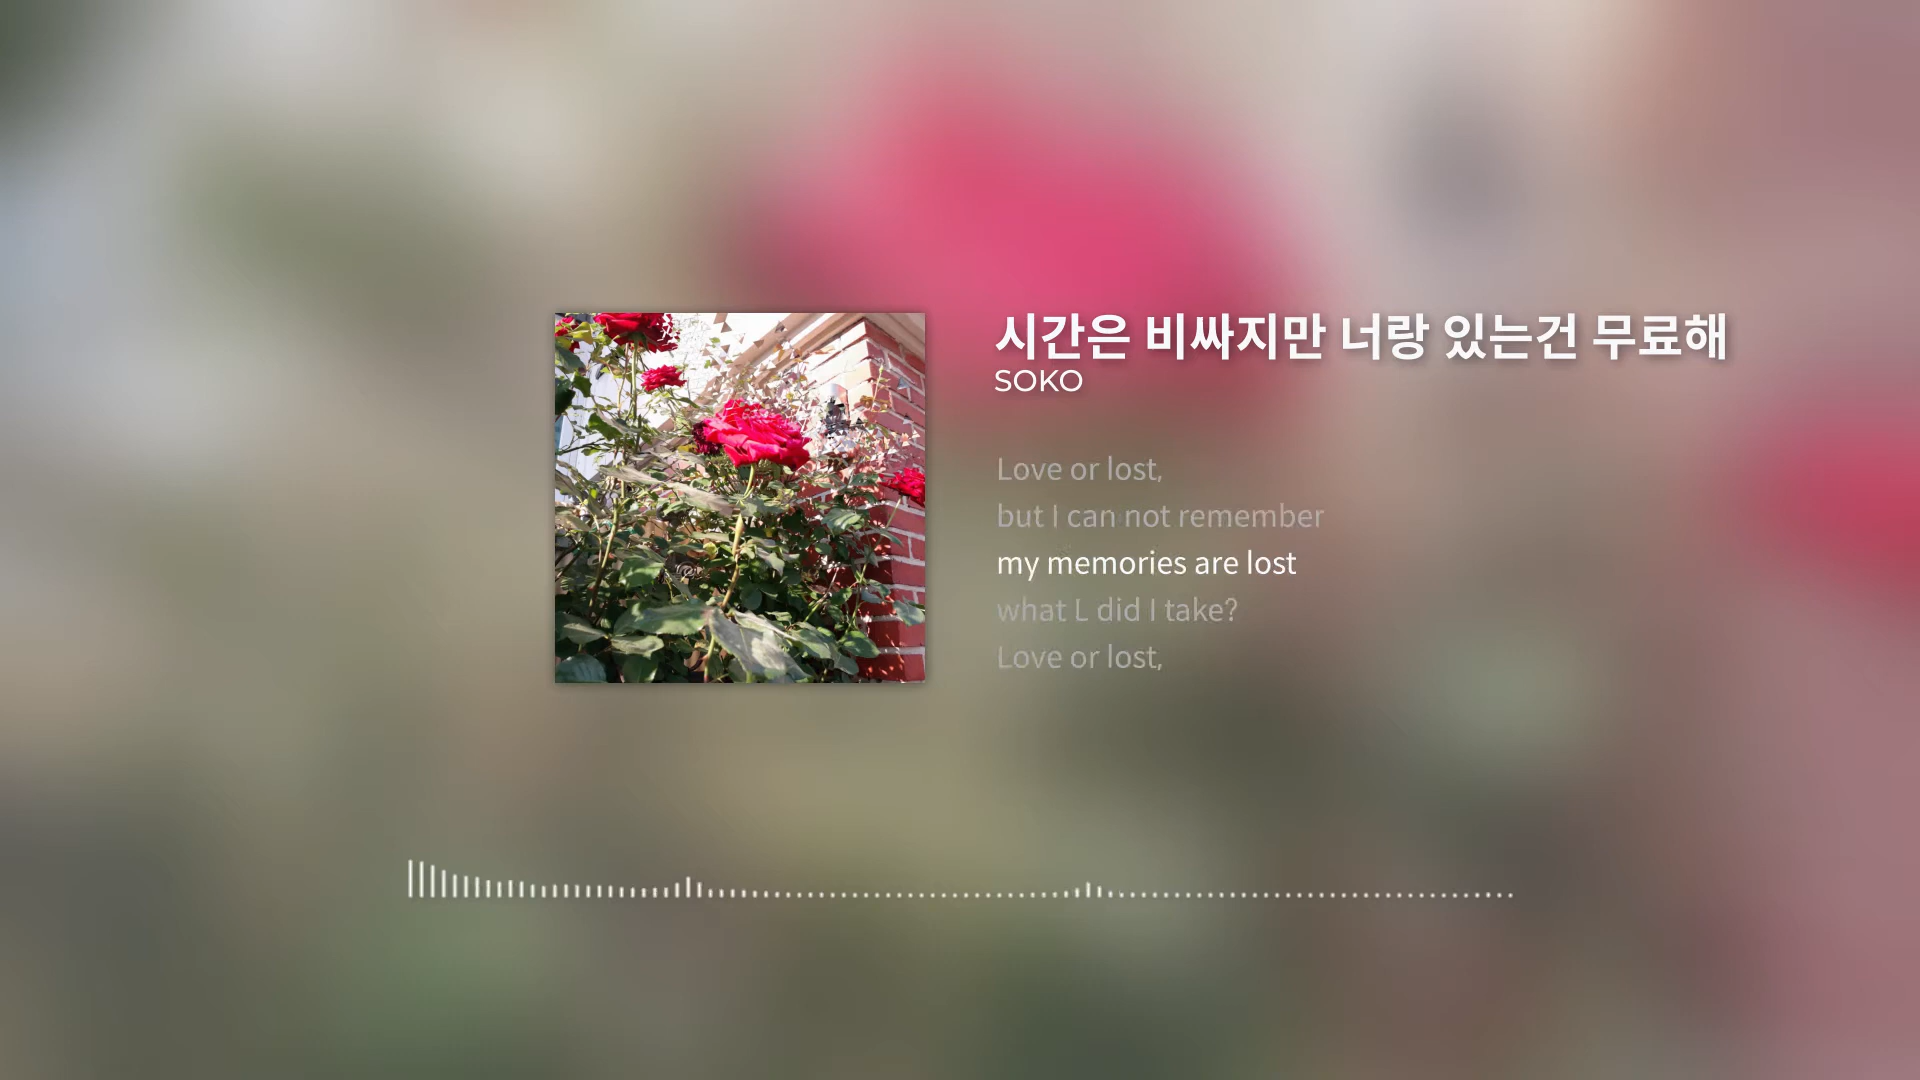 시간은 비싸지만 너랑 있는건 무료해
SOKO
Love or lost,
but I can not remember
my memories are lost
what L did I take?
Love or lost,